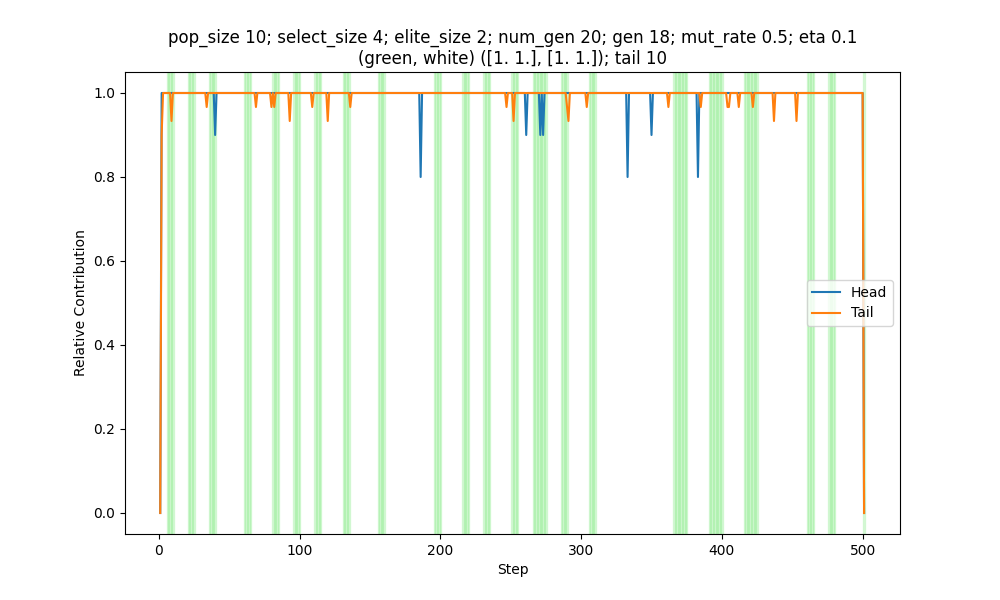 pop_size 10; select_size 4; elite_size 2; num_gen 20; gen 18; mut_rate 0.5; eta 0.1
(green, white) ([1. 1.], [1. 1.]); tail 10
Relative Contribution
1.0
0.8
0.6
0.4
0.2
0.0
Head
Tail
0
100
200
300
400
500
Step